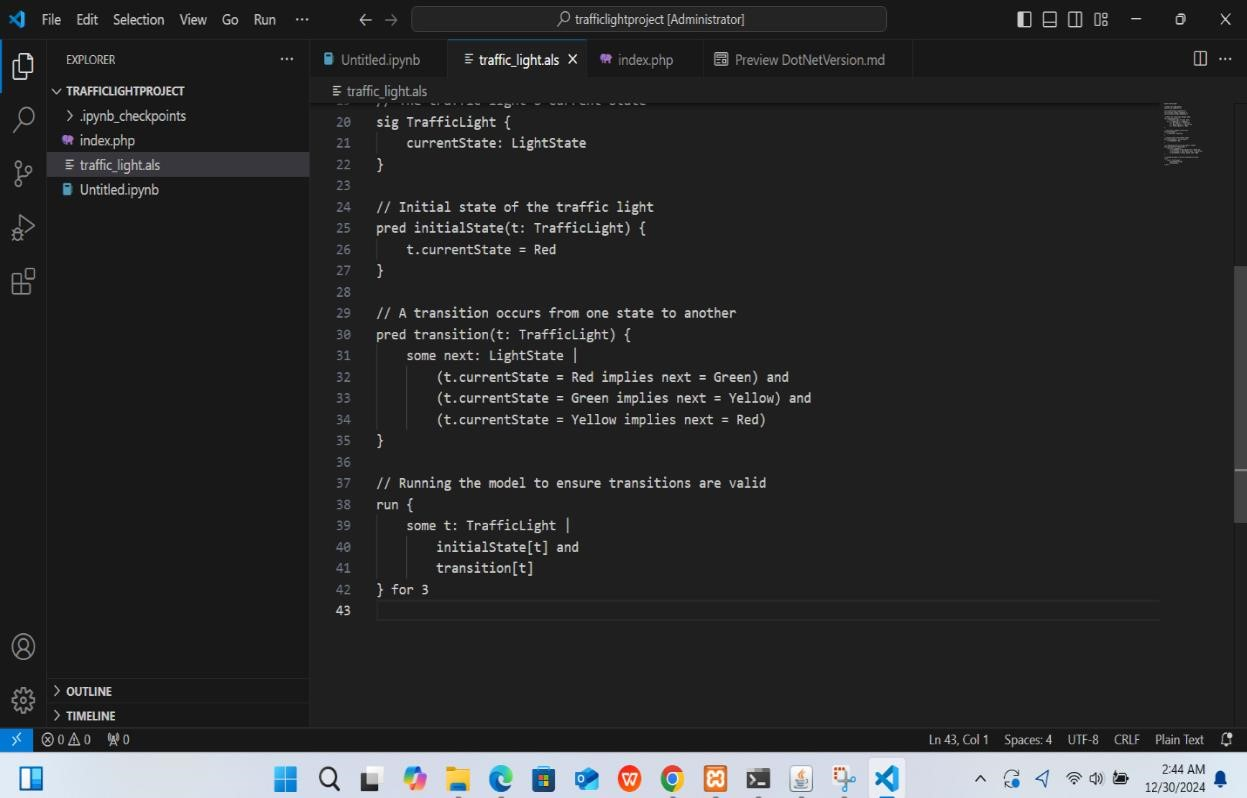 File Edit Selection View Go Run ···
trafficlightproject [Administrator]
EXPLORER
TRAFFICLIGHTPROJECT
.ipynb_checkpoints
index.php
traffic_light.als
Untitled.ipynb
OUTLINE
TIMELINE
Untitled.ipynb traffic_light.als index.php Preview DotNetVersion.md
traffic_light.als
20 sig TrafficLight {
21     currentState: LightState
22 }
23
24 // Initial state of the traffic light
25 pred initialState(t: TrafficLight) {
26     t.currentState = Red
27 }
28
29 // A transition occurs from one state to another
30 pred transition(t: TrafficLight) {
31     some next: LightState |
32         (t.currentState = Red implies next = Green) and
33         (t.currentState = Green implies next = Yellow) and
34         (t.currentState = Yellow implies next = Red)
35 }
36
37 // Running the model to ensure transitions are valid
38 run {
39     some t: TrafficLight |
40         initialState[t] and
41         transition[t]
42 } for 3
43
0 0 0
Ln 43, Col 1 Spaces: 4 UTF-8 CRLF Plain Text
2:44 AM
12/30/2024